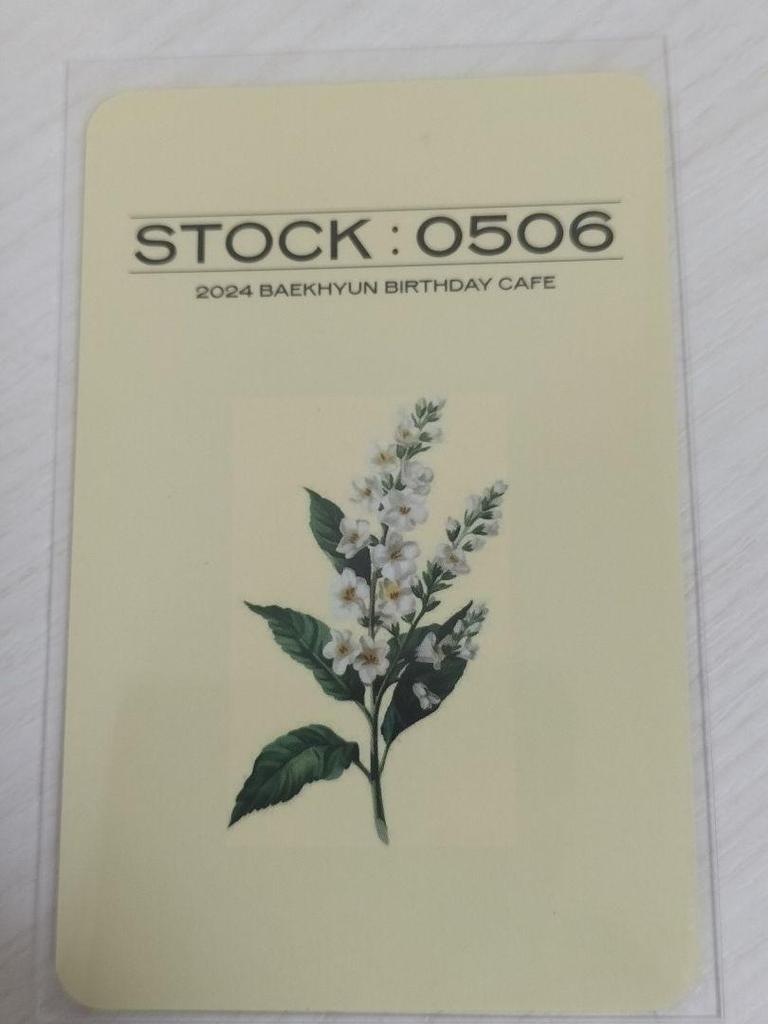 STOCK : 0506
2024 BAEKHYUN BIRTHDAY CAFE